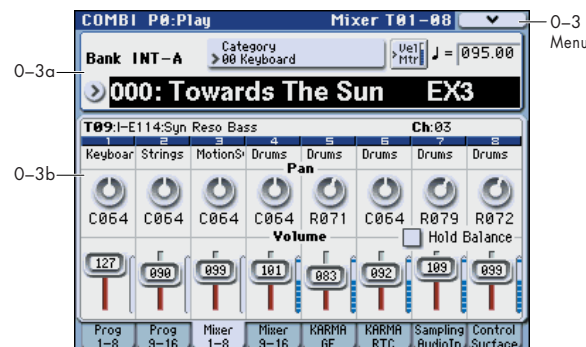 COMBI P0:Play Mixer T01-08
0–3
Menu
Bank INT-A
Category
00 Keyboard
Vel
Mtr
♩ = 095.00
0–3a
000: Towards The Sun EX3
T09:I-E114:Syn Reso Bass Ch:03
1 2 3 4 5 6 7 8
Keyboar Strings MotionS Drums Drums Drums Drums Drums
0–3b
Pan
C064 C064 C064 C064 R071 C064 R079 R072
Volume
Hold Balance
127 090 099 101 083 092 109 099
Prog 1-8 Prog 9-16 Mixer 1-8 Mixer 9-16 KARMA GE KARMA RTC Sampling AudioIn Control Surface